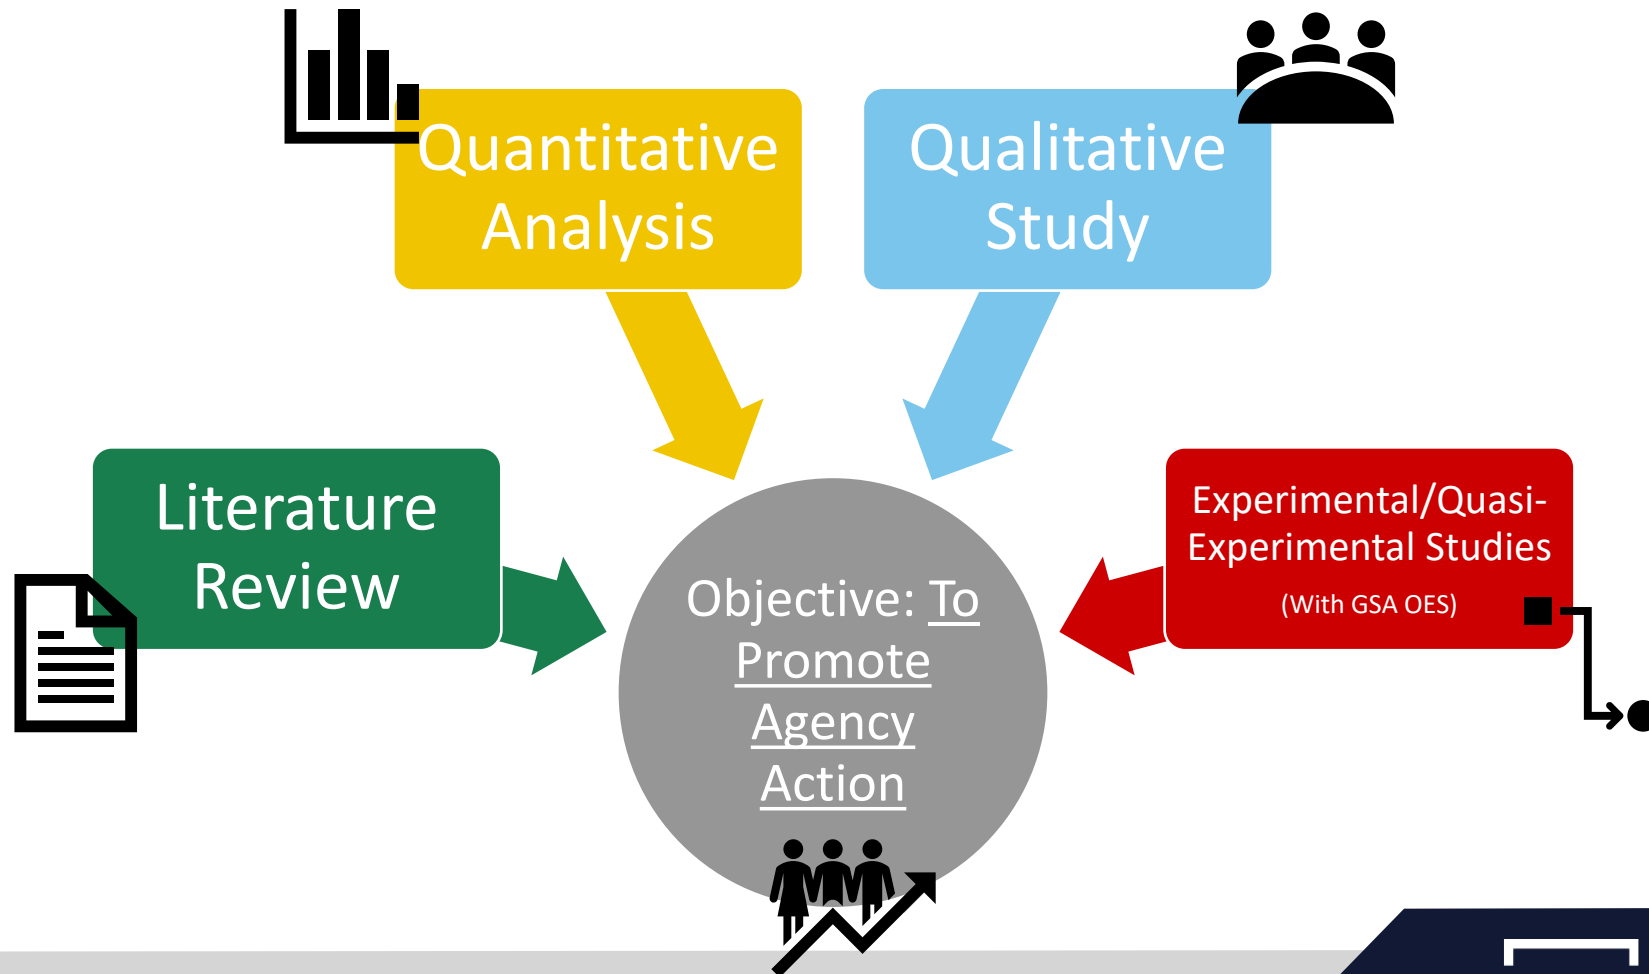 Quantitative
Analysis
Qualitative
Study
Literature
Review
Experimental/Quasi-
Experimental Studies
(With GSA OES)
Objective: To
Promote
Agency
Action